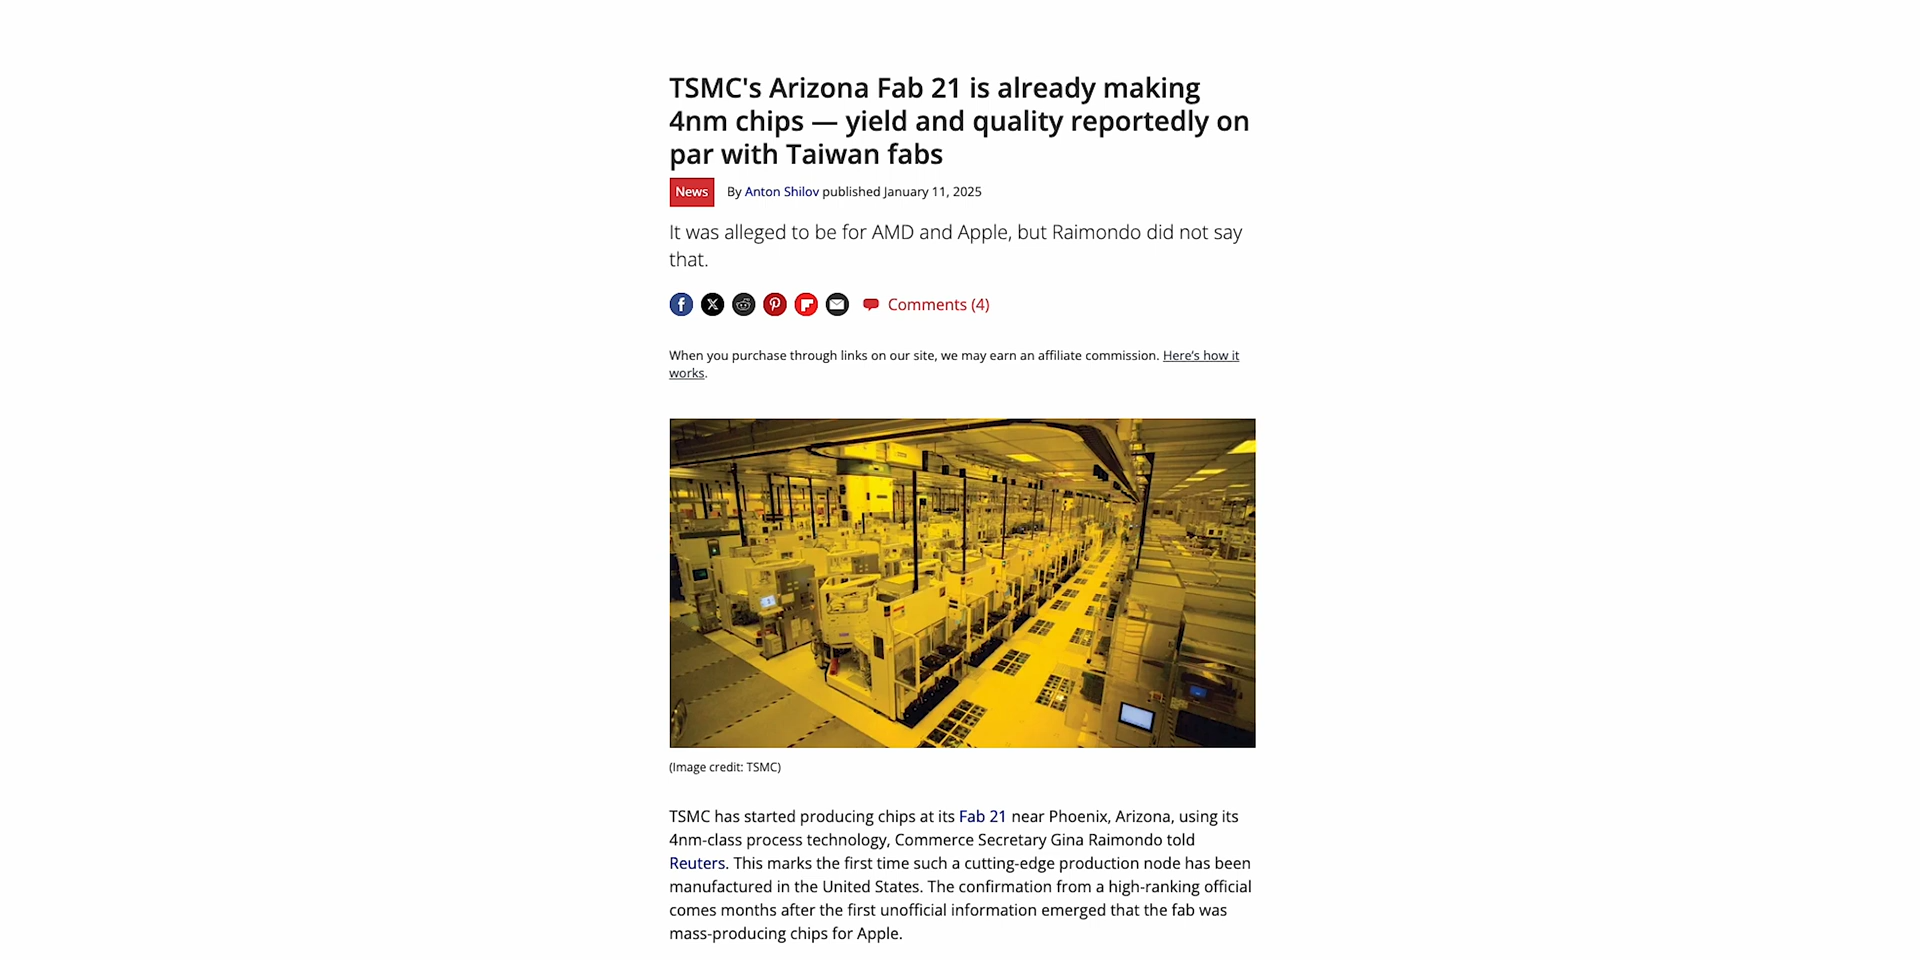 TSMC's Arizona Fab 21 is already making
4nm chips — yield and quality reportedly on
par with Taiwan fabs
News By Anton Shilov published January 11, 2025
It was alleged to be for AMD and Apple, but Raimondo did not say
that.
Comments (4)
When you purchase through links on our site, we may earn an affiliate commission. Here's how it
works.
(Image credit: TSMC)
TSMC has started producing chips at its Fab 21 near Phoenix, Arizona, using its
4nm-class process technology, Commerce Secretary Gina Raimondo told
Reuters. This marks the first time such a cutting-edge production node has been
manufactured in the United States. The confirmation from a high-ranking official
comes months after the first unofficial information emerged that the fab was
mass-producing chips for Apple.